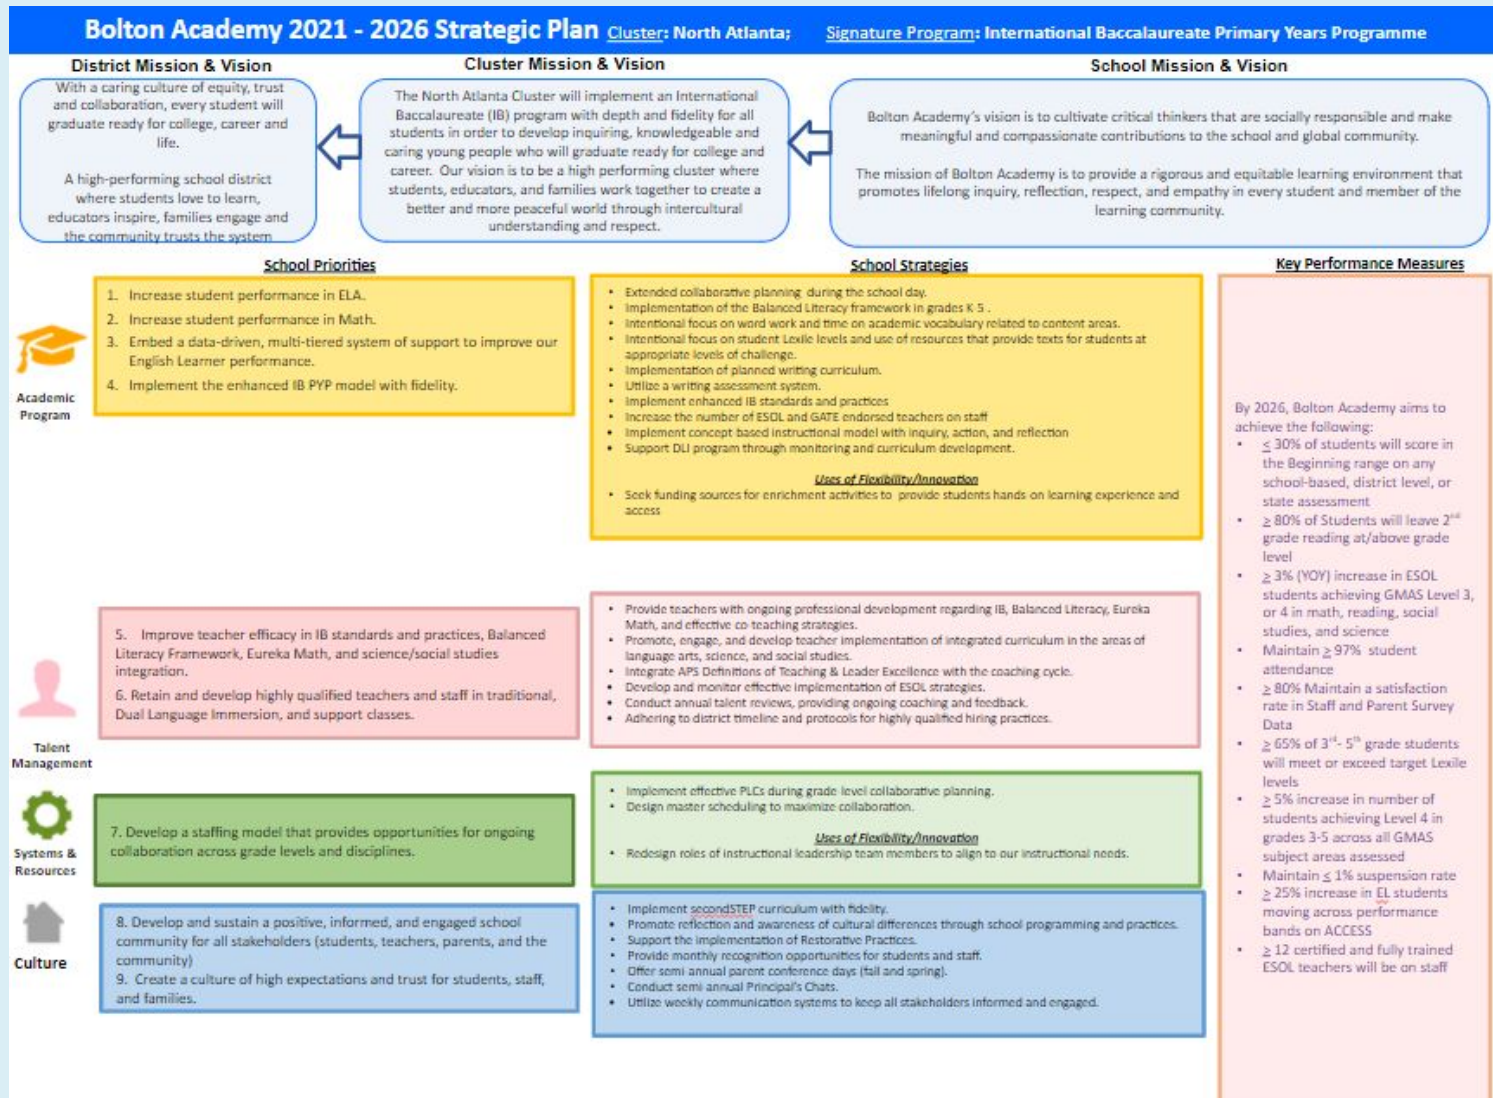 Bolton Academy 2021 - 2026 Strategic Plan Cluster: North Atlanta; Signature Program: International Baccalaureate Primary Years Programme
District Mission & Vision
With a caring culture of equity, trust
and collaboration, every student will
graduate ready for college, career and
life.
A high-performing school district
where students love to learn,
educators inspire, families engage and
the community trusts the system
Cluster Mission & Vision
The North Atlanta Cluster will implement an International
Baccalaureate (IB) program with depth and fidelity for all
students in order to develop inquiring, knowledgeable and
caring young people who will graduate ready for college and
career. Our vision is to be a high performing cluster where
students, educators, and families work together to create a
better and more peaceful world through intercultural
understanding and respect.
School Mission & Vision
Bolton Academy's vision is to cultivate critical thinkers that are socially responsible and make
meaningful and compassionate contributions to the school and global community.
The mission of Bolton Academy is to provide a rigorous and equitable learning environment that
promotes lifelong inquiry, reflection, respect, and empathy in every student and member of the
learning community.
School Priorities
School Strategies
Key Performance Measures
Academic
Program
1. Increase student performance in ELA.
2. Increase student performance in Math.
3. Embed a data-driven, multi-tiered system of support to improve our
English Learner performance.
4. Implement the enhanced IB PYP model with fidelity.
• Extended collaborative planning during the school day.
• Implementation of the Balanced Literacy framework in grades K-5 .
• Intentional focus on word work and time on academic vocabulary related to content areas.
• Intentional focus on student Lexile levels and use of resources that provide texts for students at
appropriate levels of challenge.
• Implementation of planned writing curriculum.
• Utilize a writing assessment system.
• Implement enhanced IB standards and practices
• Increase the number of ESOL and GATE endorsed teachers on staff
• Implement concept based instructional model with inquiry, action, and reflection
• Support DLI program through monitoring and curriculum development.
Uses of Flexibility/Innovation
• Seek funding sources for enrichment activities to provide students hands on learning experience and
access
Talent
Management
5. Improve teacher efficacy in IB standards and practices, Balanced
Literacy Framework, Eureka Math, and science/social studies
integration.
6. Retain and develop highly qualified teachers and staff in traditional,
Dual Language Immersion, and support classes.
• Provide teachers with ongoing professional development regarding IB, Balanced Literacy, Eureka
Math, and effective co-teaching strategies.
• Promote, engage, and develop teacher implementation of integrated curriculum in the areas of
language arts, science, and social studies.
• Integrate APS Definitions of Teaching & Leader Excellence with the coaching cycle.
• Develop and monitor effective implementation of ESOL strategies.
• Conduct annual talent reviews, providing ongoing coaching and feedback.
• Adhering to district timeline and protocols for highly qualified hiring practices.
Systems &
Resources
7. Develop a staffing model that provides opportunities for ongoing
collaboration across grade levels and disciplines.
• Implement effective PLCs during grade level collaborative planning.
• Design master scheduling to maximize collaboration.
Uses of Flexibility/Innovation
• Redesign roles of instructional leadership team members to align to our instructional needs.
Culture
8. Develop and sustain a positive, informed, and engaged school
community for all stakeholders (students, teachers, parents, and the
community)
9. Create a culture of high expectations and trust for students, staff,
and families.
• Implement secondSTEP curriculum with fidelity.
• Promote reflection and awareness of cultural differences through school programming and practices.
• Support the implementation of Restorative Practices.
• Provide monthly recognition opportunities for students and staff.
• Offer semi annual parent conference days (fall and spring).
• Conduct semi annual Principal's Chats.
• Utilize weekly communication systems to keep all stakeholders informed and engaged.
By 2026, Bolton Academy aims to
achieve the following:
• ≤ 30% of students will score in
the Beginning range on any
school-based, district level, or
state assessment
• ≥ 80% of Students will leave 2nd
grade reading at/above grade
level
• ≥ 3% (YOY) increase in ESOL
students achieving GMAS Level 3,
or 4 in math, reading, social
studies, and science
• Maintain ≥ 97% student
attendance
• ≥ 80% Maintain a satisfaction
rate in Staff and Parent Survey
Data
• ≥ 65% of 3rd- 5th grade students
will meet or exceed target Lexile
levels
• ≥ 5% increase in number of
students achieving Level 4 in
grades 3-5 across all GMAS
subject areas assessed
• Maintain ≤ 1% suspension rate
• ≥ 25% increase in EL students
moving across performance
bands on ACCESS
• ≥ 12 certified and fully trained
ESOL teachers will be on staff